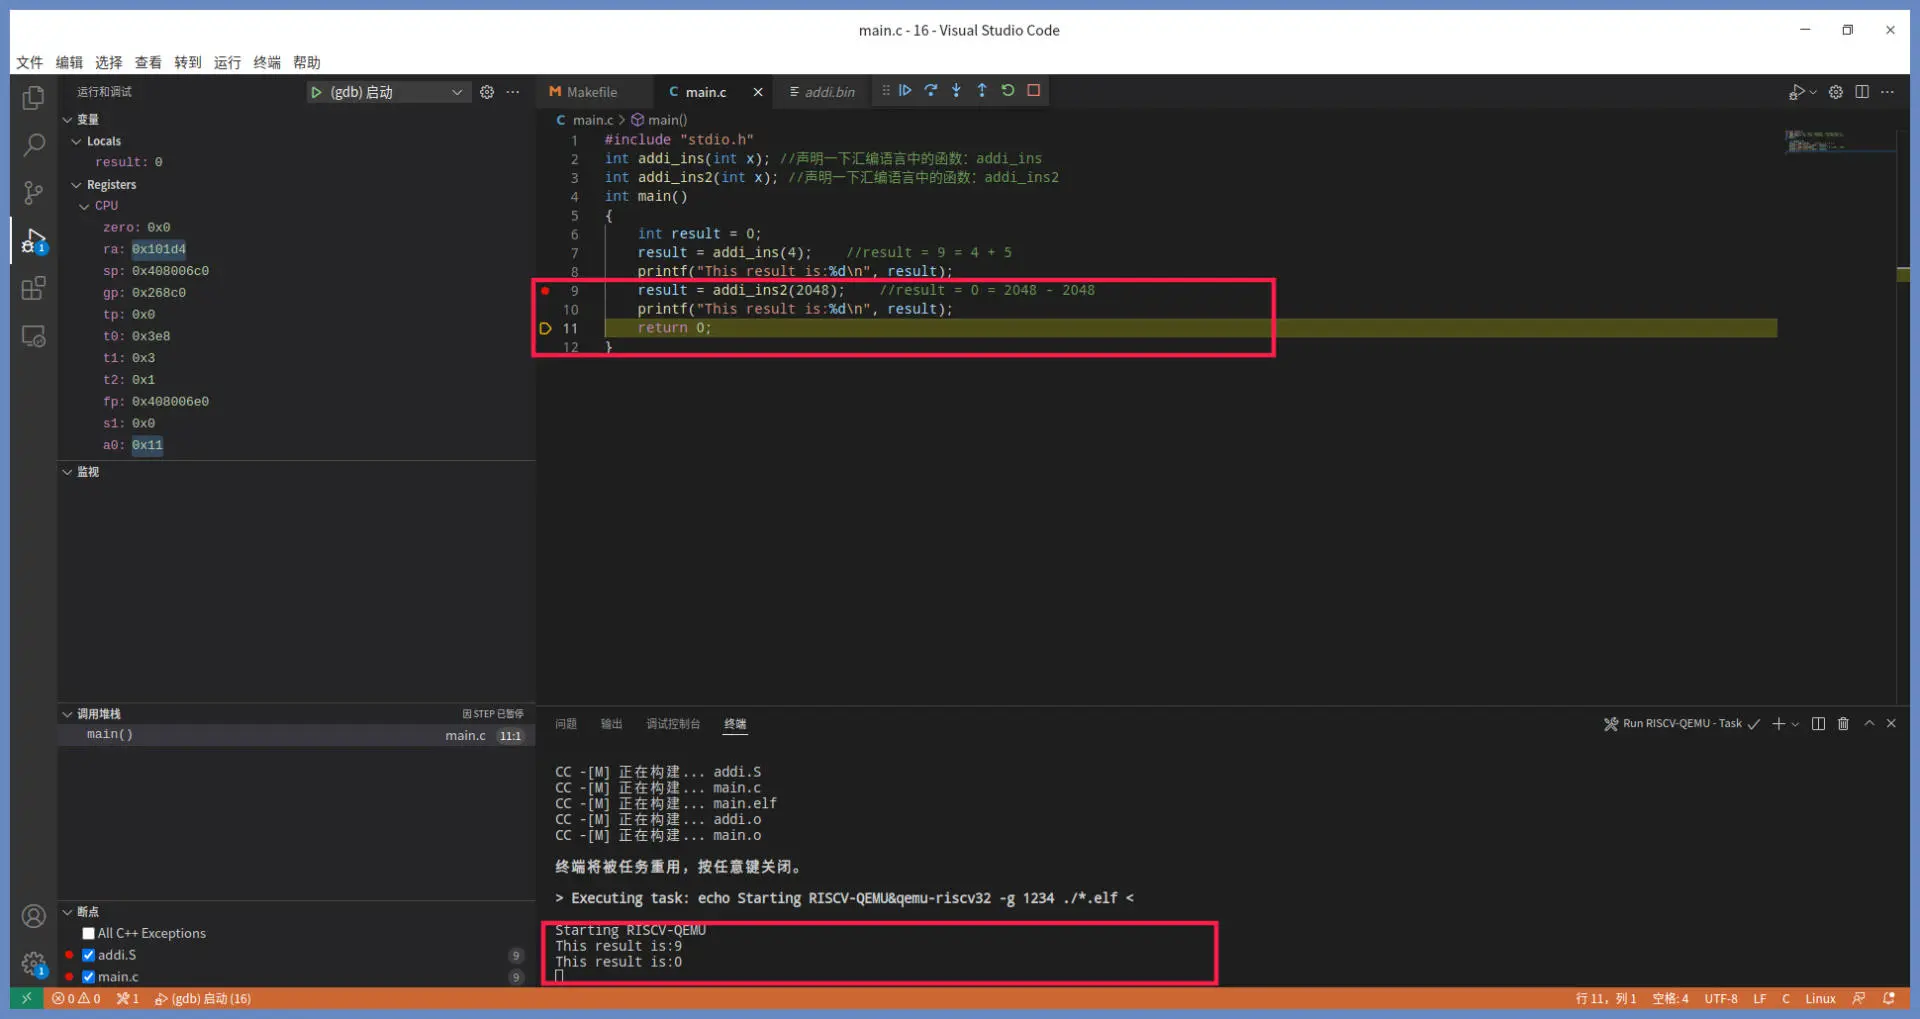 main.c - 16 - Visual Studio Code
文件 编辑 选择 查看 转到 运行 终端 帮助
运行和调试
(gdb) 启动
变量
Locals
result: 0
Registers
CPU
zero: 0x0
ra: 0x101d4
sp: 0x408006c0
gp: 0x268c0
tp: 0x0
t0: 0x3e8
t1: 0x3
t2: 0x1
fp: 0x408006e0
s1: 0x0
a0: 0x11
监视
调用堆栈 因 STEP 已暂停
main() main.c 11:1
断点
All C++ Exceptions
addi.S 9
main.c 9
Makefile
C main.c
addi.bin
C main.c > main()
1 #include "stdio.h"
2 int addi_ins(int x); //声明一下汇编语言中的函数: addi_ins
3 int addi_ins2(int x); //声明一下汇编语言中的函数: addi_ins2
4 int main()
5 {
6 int result = 0;
7 result = addi_ins(4); //result = 9 = 4 + 5
8 printf("This result is:%d\n", result);
9 result = addi_ins2(2048); //result = 0 = 2048 - 2048
10 printf("This result is:%d\n", result);
11 return 0;
12 }
问题 输出 调试控制台 终端
Run RISCV-QEMU - Task
CC -[M] 正在构建... addi.S
CC -[M] 正在构建... main.c
CC -[M] 正在构建... main.elf
CC -[M] 正在构建... addi.o
CC -[M] 正在构建... main.o
终端将被任务重用，按任意键关闭。
> Executing task: echo Starting RISCV-QEMU&qemu-riscv32 -g 1234 ./*.elf <
Starting RISCV-QEMU
This result is:9
This result is:0
0 0 1 (gdb) 启动 (16)
行 11，列 1 空格: 4 UTF-8 LF C Linux